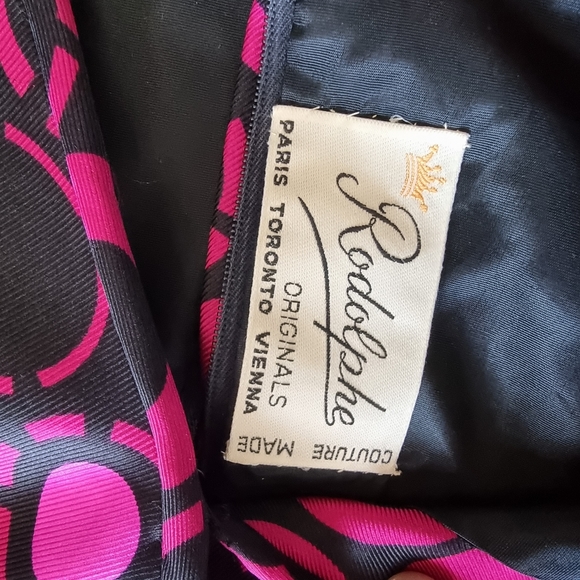 Rodolphe
ORIGINALS
PARIS TORONTO VIENNA
COUTURE MADE